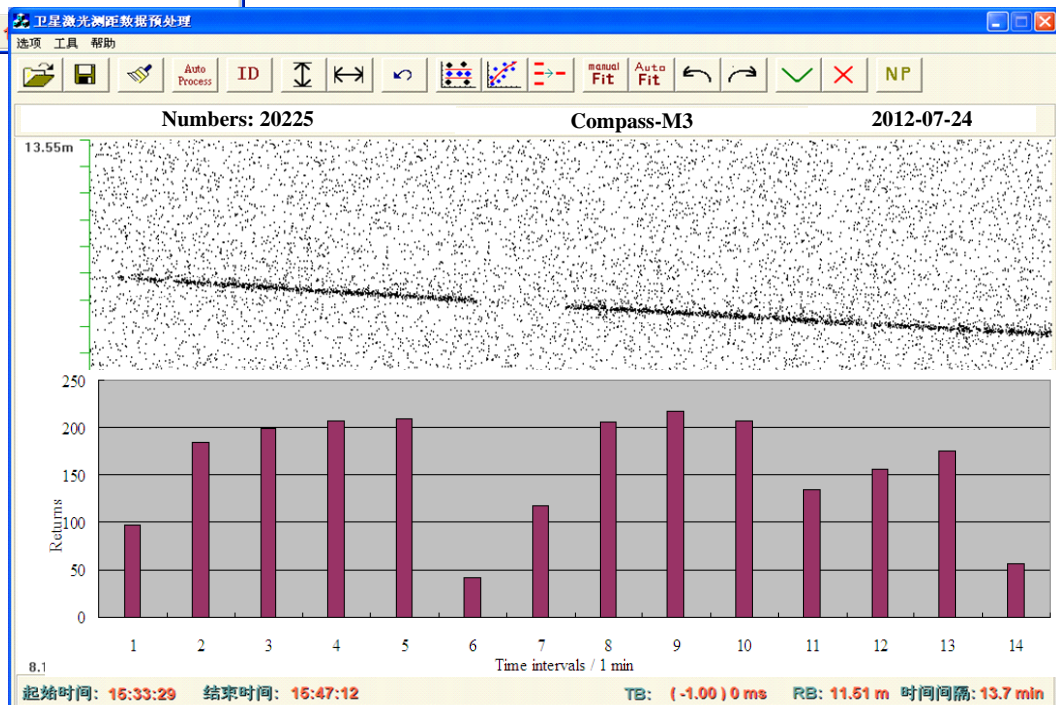 卫星激光测距数据预处理
选项 工具 帮助
Auto Process ID manual Fit Auto Fit NP
Numbers: 20225 Compass-M3 2012-07-24
13.55m
250
200
150
100
50
0
Returns
1 2 3 4 5 6 7 8 9 10 11 12 13 14
Time intervals / 1 min
8.1
起始时间: 15:33:29 结束时间: 15:47:12 TB: (-1.00) 0 ms RB: 11.51 m 时间间隔: 13.7 min